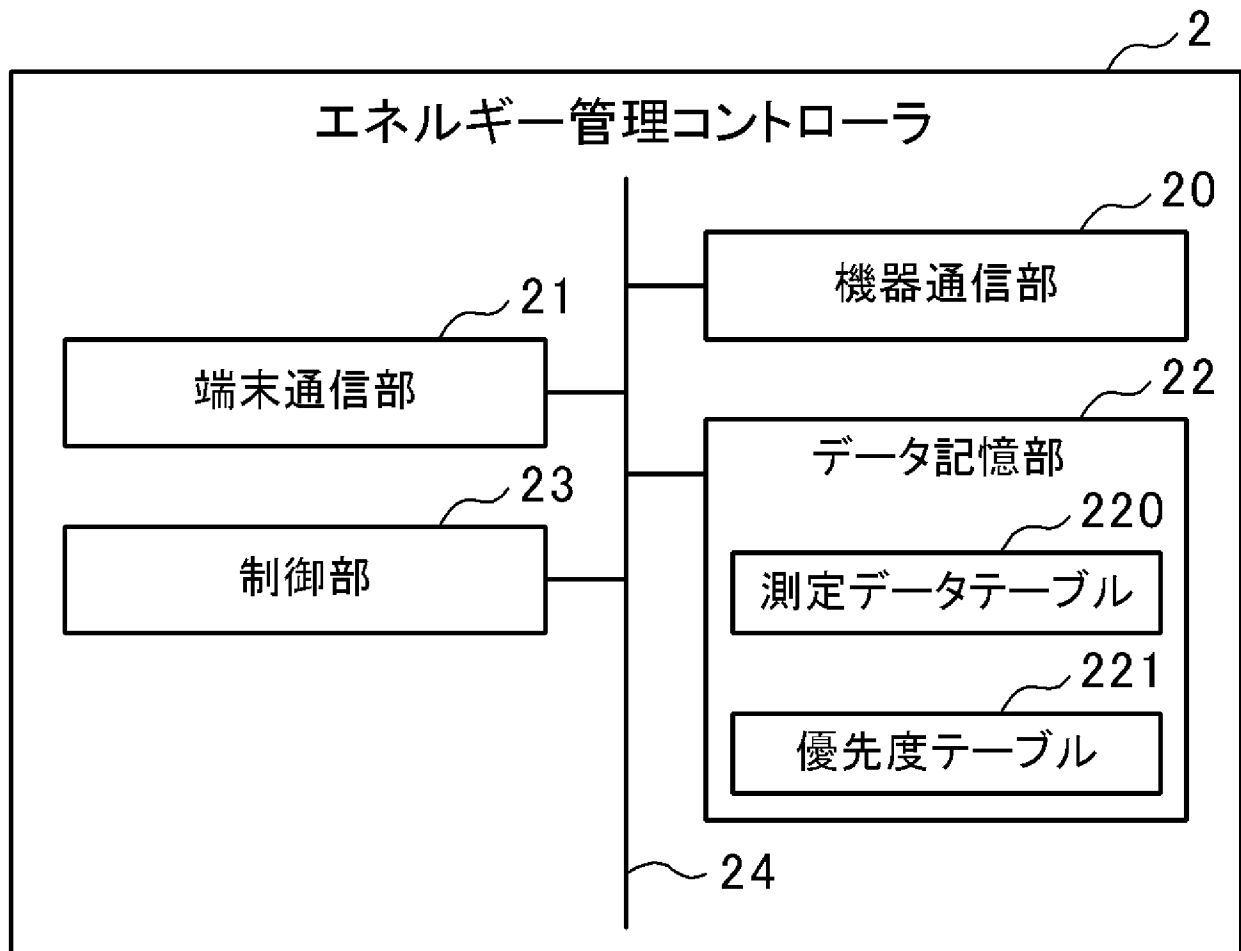 2
エネルギー管理コントローラ
20
機器通信部
21
端末通信部
22
データ記憶部
23
制御部
220
測定データテーブル
221
優先度テーブル
24